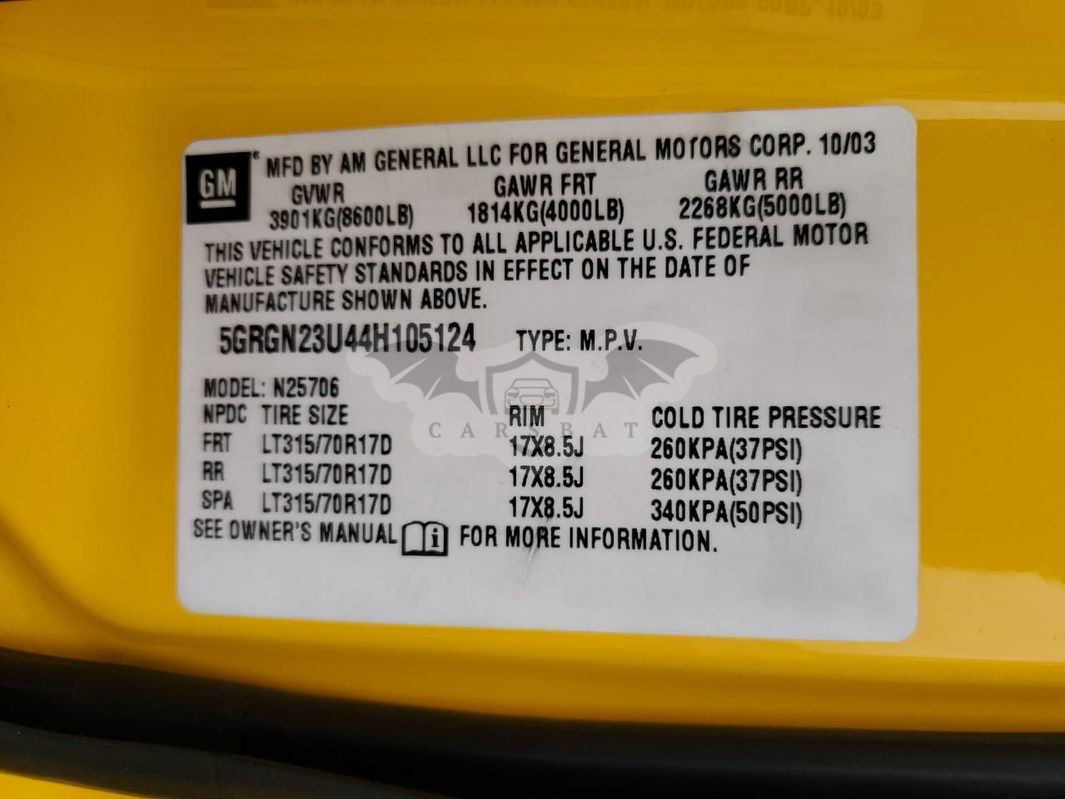 GM
® MFD BY AM GENERAL LLC FOR GENERAL MOTORS CORP. 10/03
GVWR GAWR FRT GAWR RR
3901KG(8600LB) 1814KG(4000LB) 2268KG(5000LB)
THIS VEHICLE CONFORMS TO ALL APPLICABLE U.S. FEDERAL MOTOR
VEHICLE SAFETY STANDARDS IN EFFECT ON THE DATE OF
MANUFACTURE SHOWN ABOVE.
5GRGN23U44H105124 TYPE: M.P.V.
MODEL: N25706
NPDC TIRE SIZE RIM COLD TIRE PRESSURE
FRT LT315/70R17D 17X8.5J 260KPA(37PSI)
RR LT315/70R17D 17X8.5J 260KPA(37PSI)
SPA LT315/70R17D 17X8.5J 340KPA(50PSI)
SEE OWNER'S MANUAL i FOR MORE INFORMATION.
CARSBAT